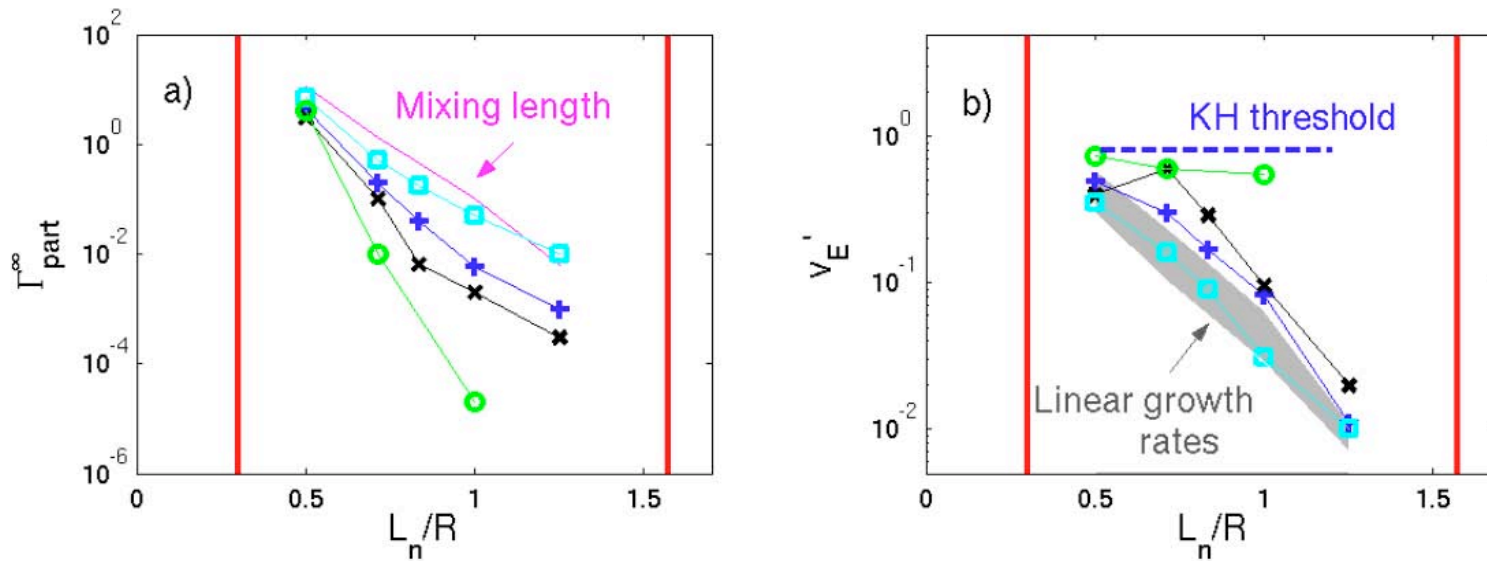 a)
Mixing length
10^2
10^0
10^-2
10^-4
10^-6
Γ^∞_part
0
0.5
1
1.5
L_n/R
b)
KH threshold
Linear growth
rates
10^0
10^-1
10^-2
V_E'
0
0.5
1
1.5
L_n/R